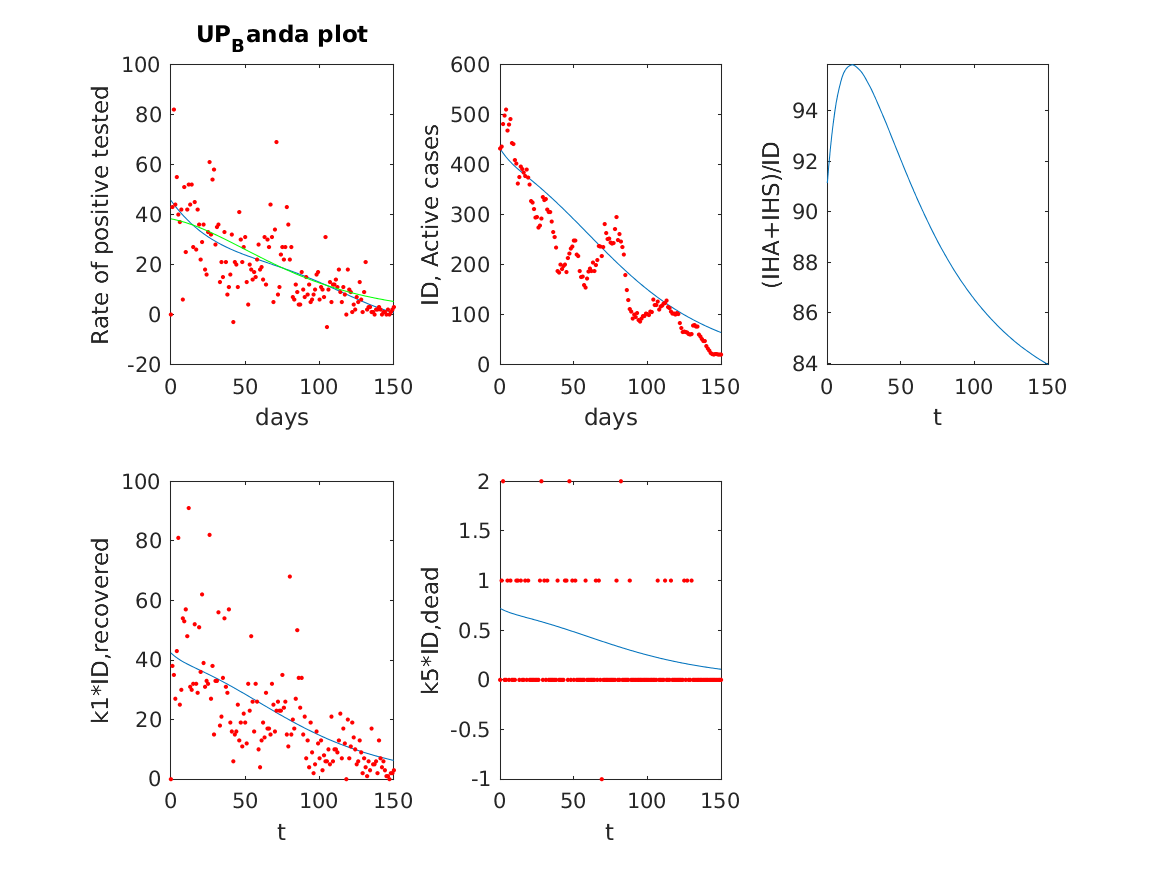 UP_Banda plot
100
80
60
40
20
0
-20
0 50 100 150
days
Rate of positive tested
600
500
400
300
200
100
0
0 50 100 150
days
ID, Active cases
94
92
90
88
86
84
0 50 100 150
t
(IHA+IHS)/ID
100
80
60
40
20
0
0 50 100 150
t
k1*ID,recovered
2
1.5
1
0.5
0
-0.5
-1
0 50 100 150
t
k5*ID,dead